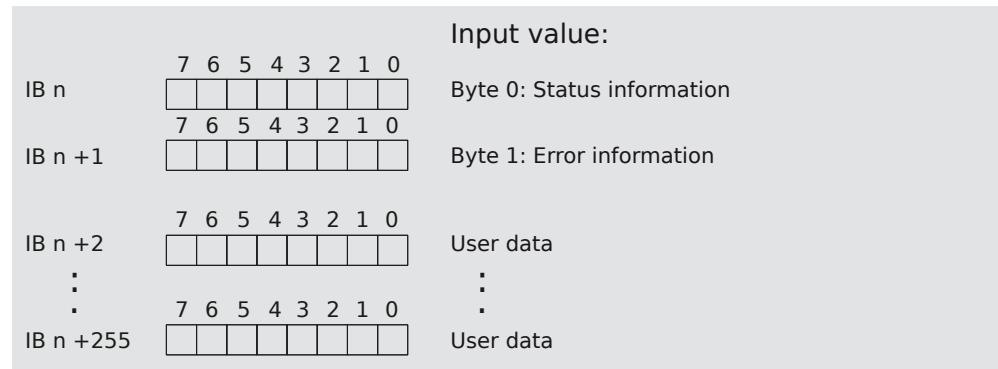 Input value:
7 6 5 4 3 2 1 0
IB n Byte 0: Status information
7 6 5 4 3 2 1 0
IB n +1 Byte 1: Error information
7 6 5 4 3 2 1 0
IB n +2 User data
: :
. .
7 6 5 4 3 2 1 0
IB n +255 User data